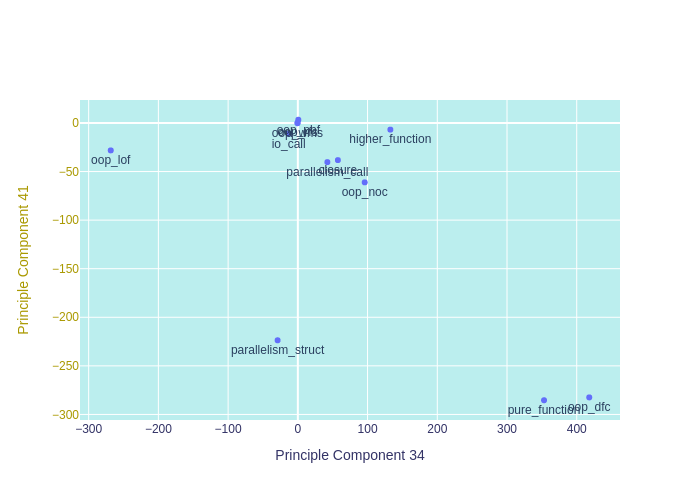 0
−50
−100
−150
−200
−250
−300
−300
−200
−100
0
100
200
300
400
Principle Component 41
Principle Component 34
io_call
higher_function
oop_lof
parallelism_call
closure
oop_noc
parallelism_struct
pure_function
oop_dfc